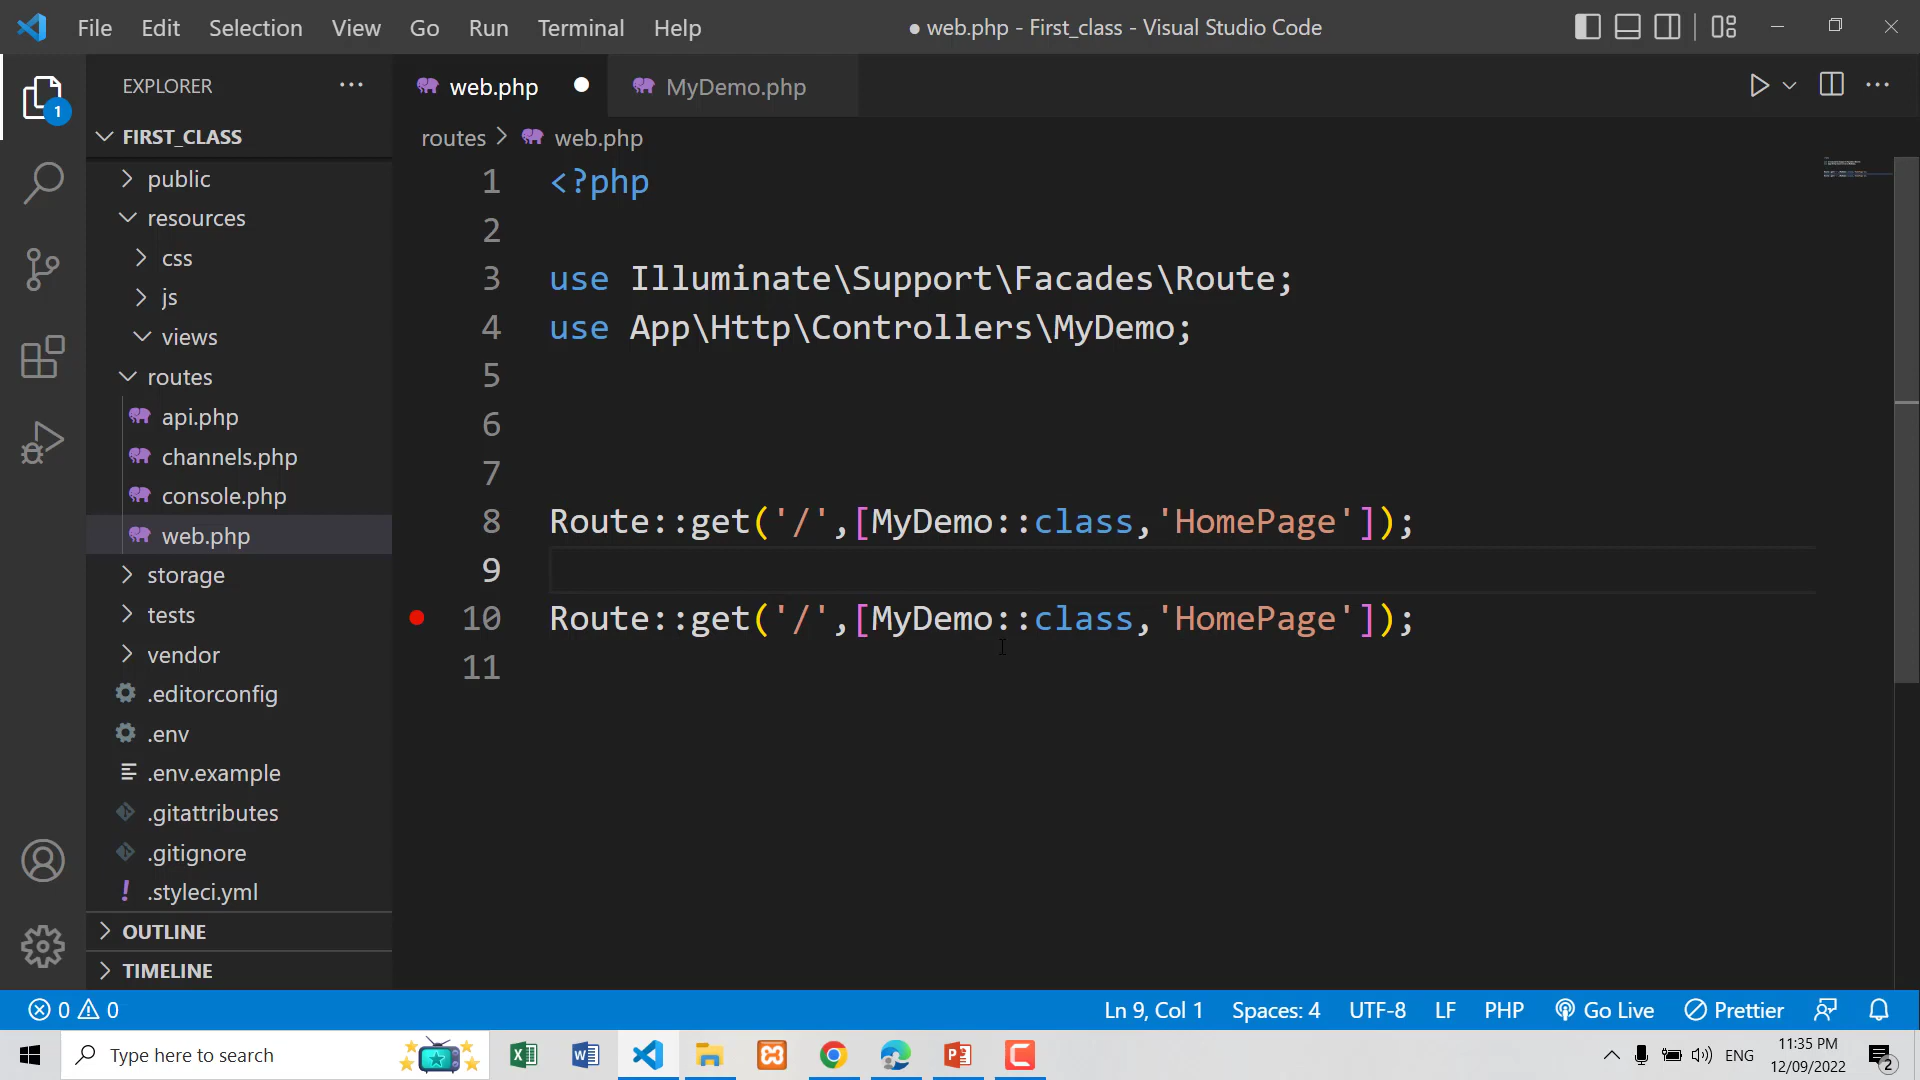 File Edit Selection View Go Run Terminal Help
● web.php - First_class - Visual Studio Code
EXPLORER
1
FIRST_CLASS
public
resources
css
js
views
routes
api.php
channels.php
console.php
web.php
storage
tests
vendor
.editorconfig
.env
.env.example
.gitattributes
.gitignore
.styleci.yml
OUTLINE
TIMELINE
web.php
MyDemo.php
routes > web.php
1 <?php
2
3 use Illuminate\Support\Facades\Route;
4 use App\Http\Controllers\MyDemo;
5
6
7
8 Route::get('/',[MyDemo::class,'HomePage']);
9
10 Route::get('/',[MyDemo::class,'HomePage']);
11
0 0
Ln 9, Col 1 Spaces: 4 UTF-8 LF PHP Go Live Prettier
Type here to search
ENG
11:35 PM
12/09/2022
2